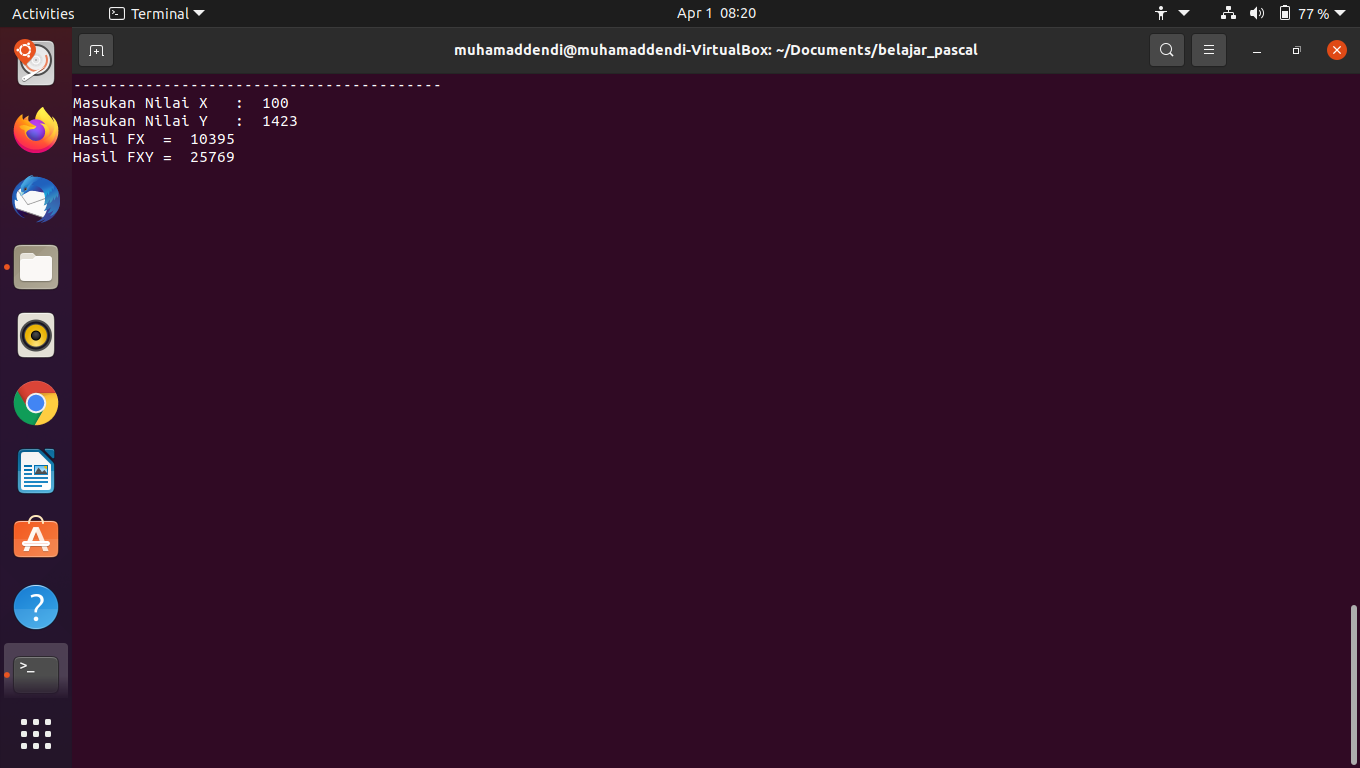 Activities Terminal Apr 1 08:20 77 %
muhamaddendi@muhamaddendi-VirtualBox: ~/Documents/belajar_pascal
-----------------------------------------
Masukan Nilai X   :  100
Masukan Nilai Y   :  1423
Hasil FX  =  10395
Hasil FXY =  25769
>_